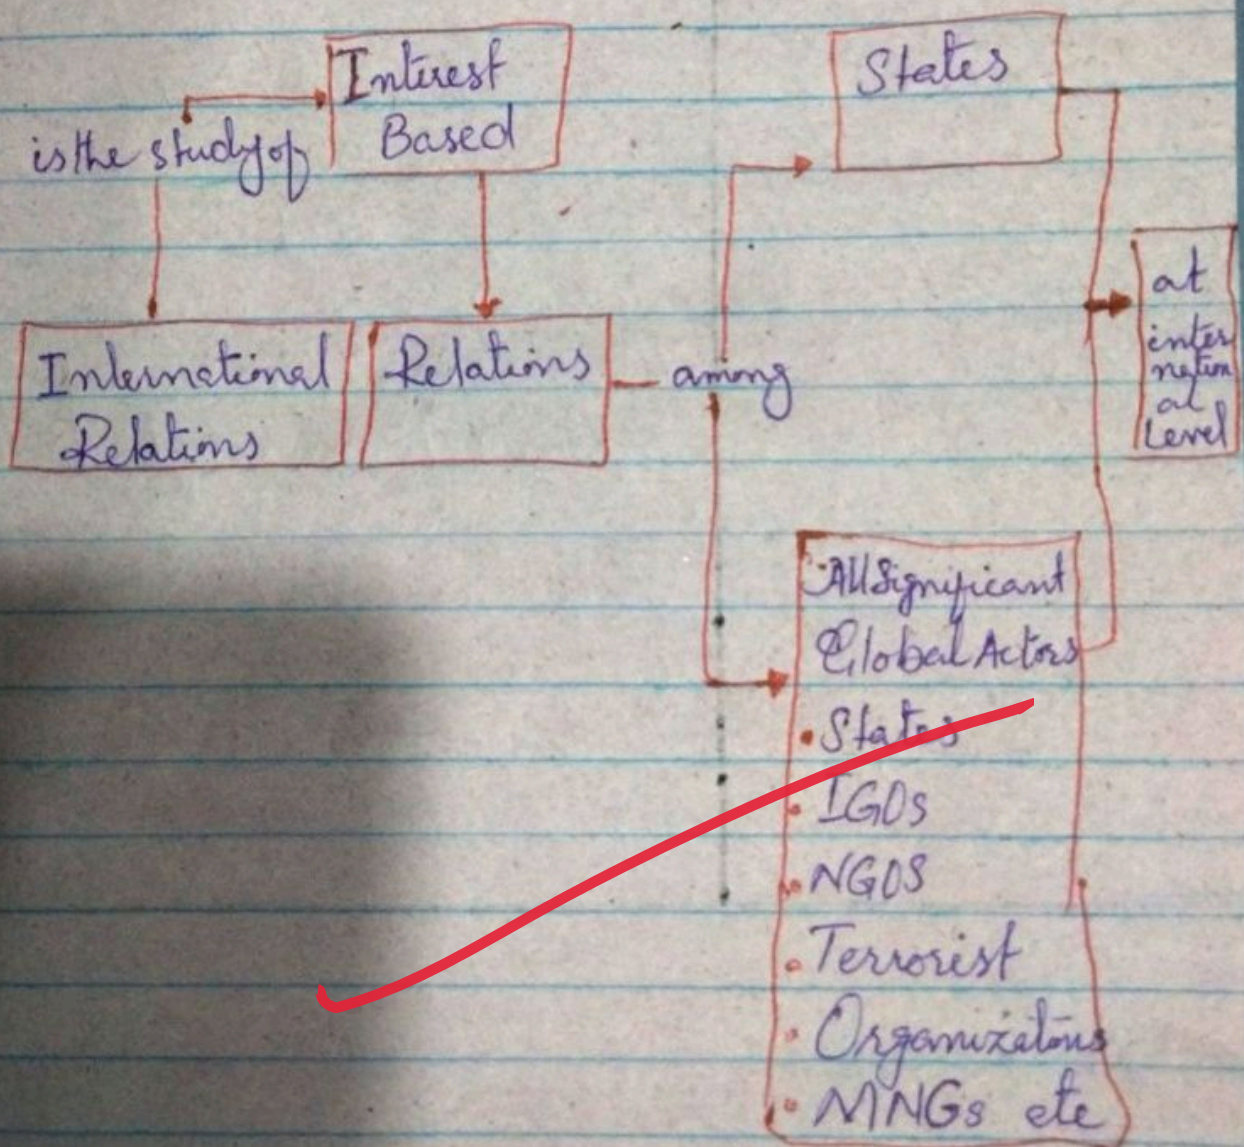 is the study of
Interest
Based
International
Relations
Relations
among
States
at
inter
nation
al
Level
All Significant
Global Actors
• States
• IGOs
• NGOS
• Terrorist
• Organizations
• MNGs etc